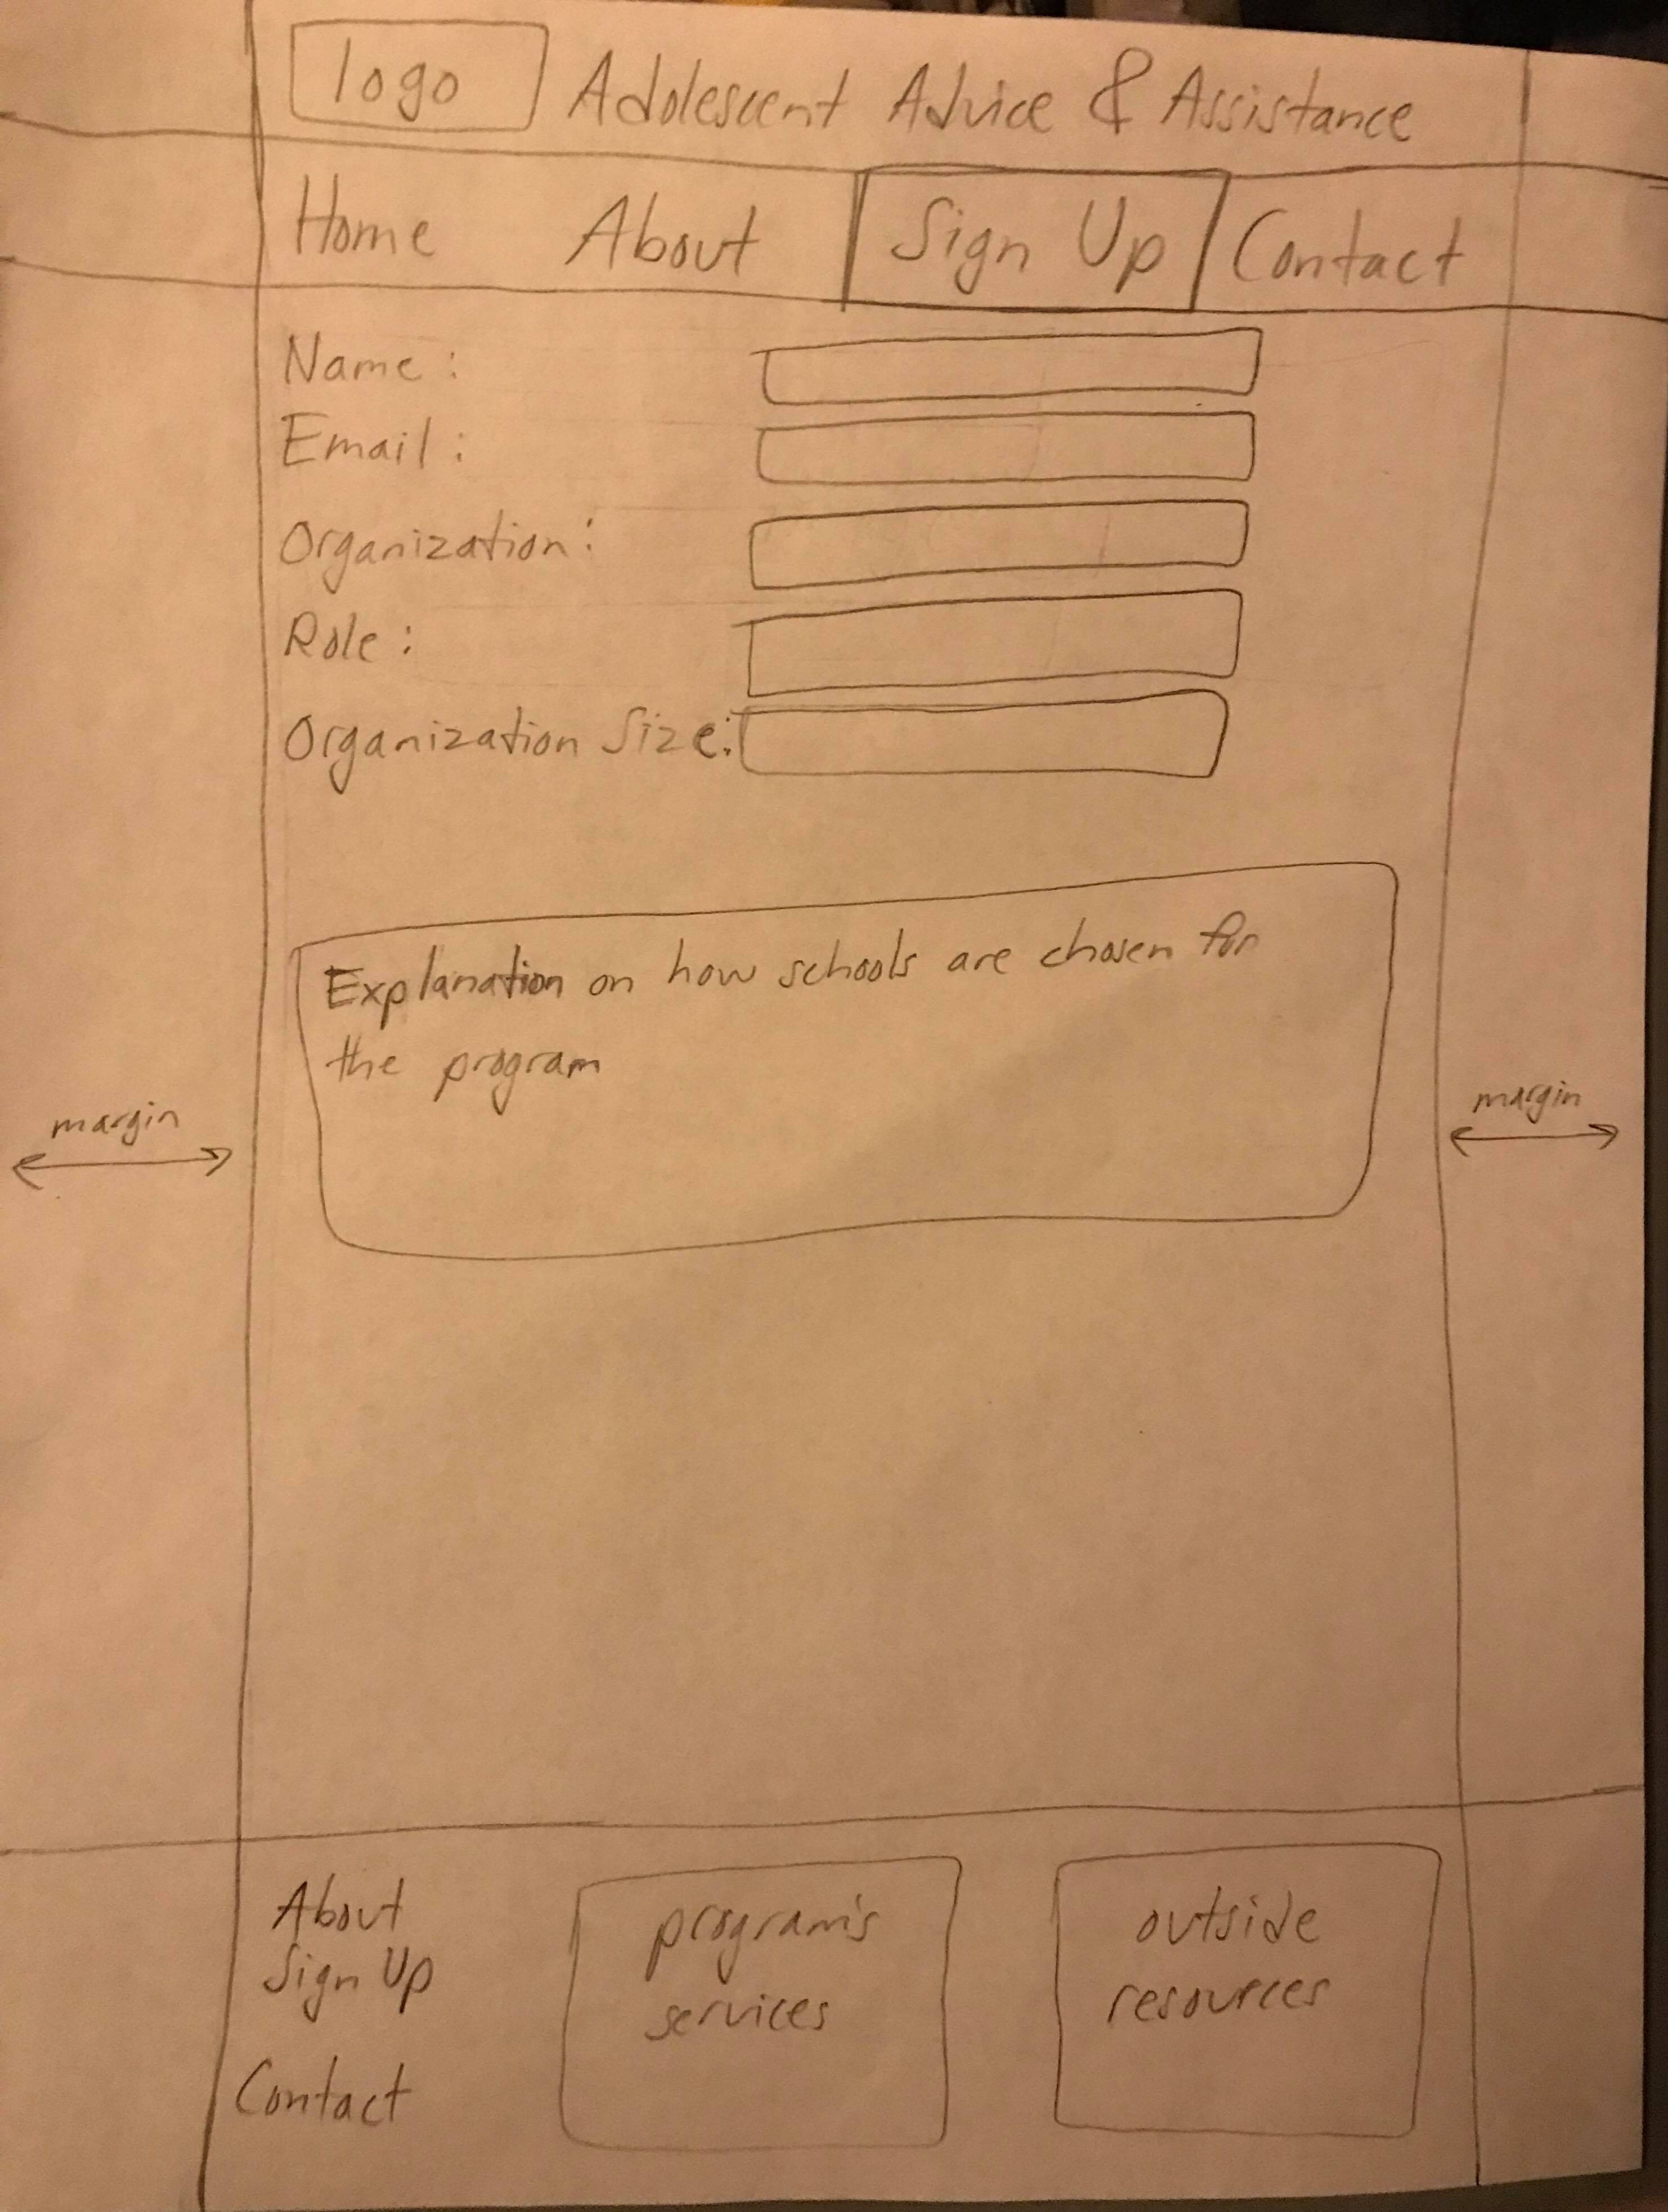 logo Adolescent Advice & Assistance
Home About Sign Up Contact
Name :
Email :
Organization :
Role :
Organization Size:
Explanation on how schools are chosen for
the program
margin
margin
About
Sign Up
Contact
program's
services
outside
resources